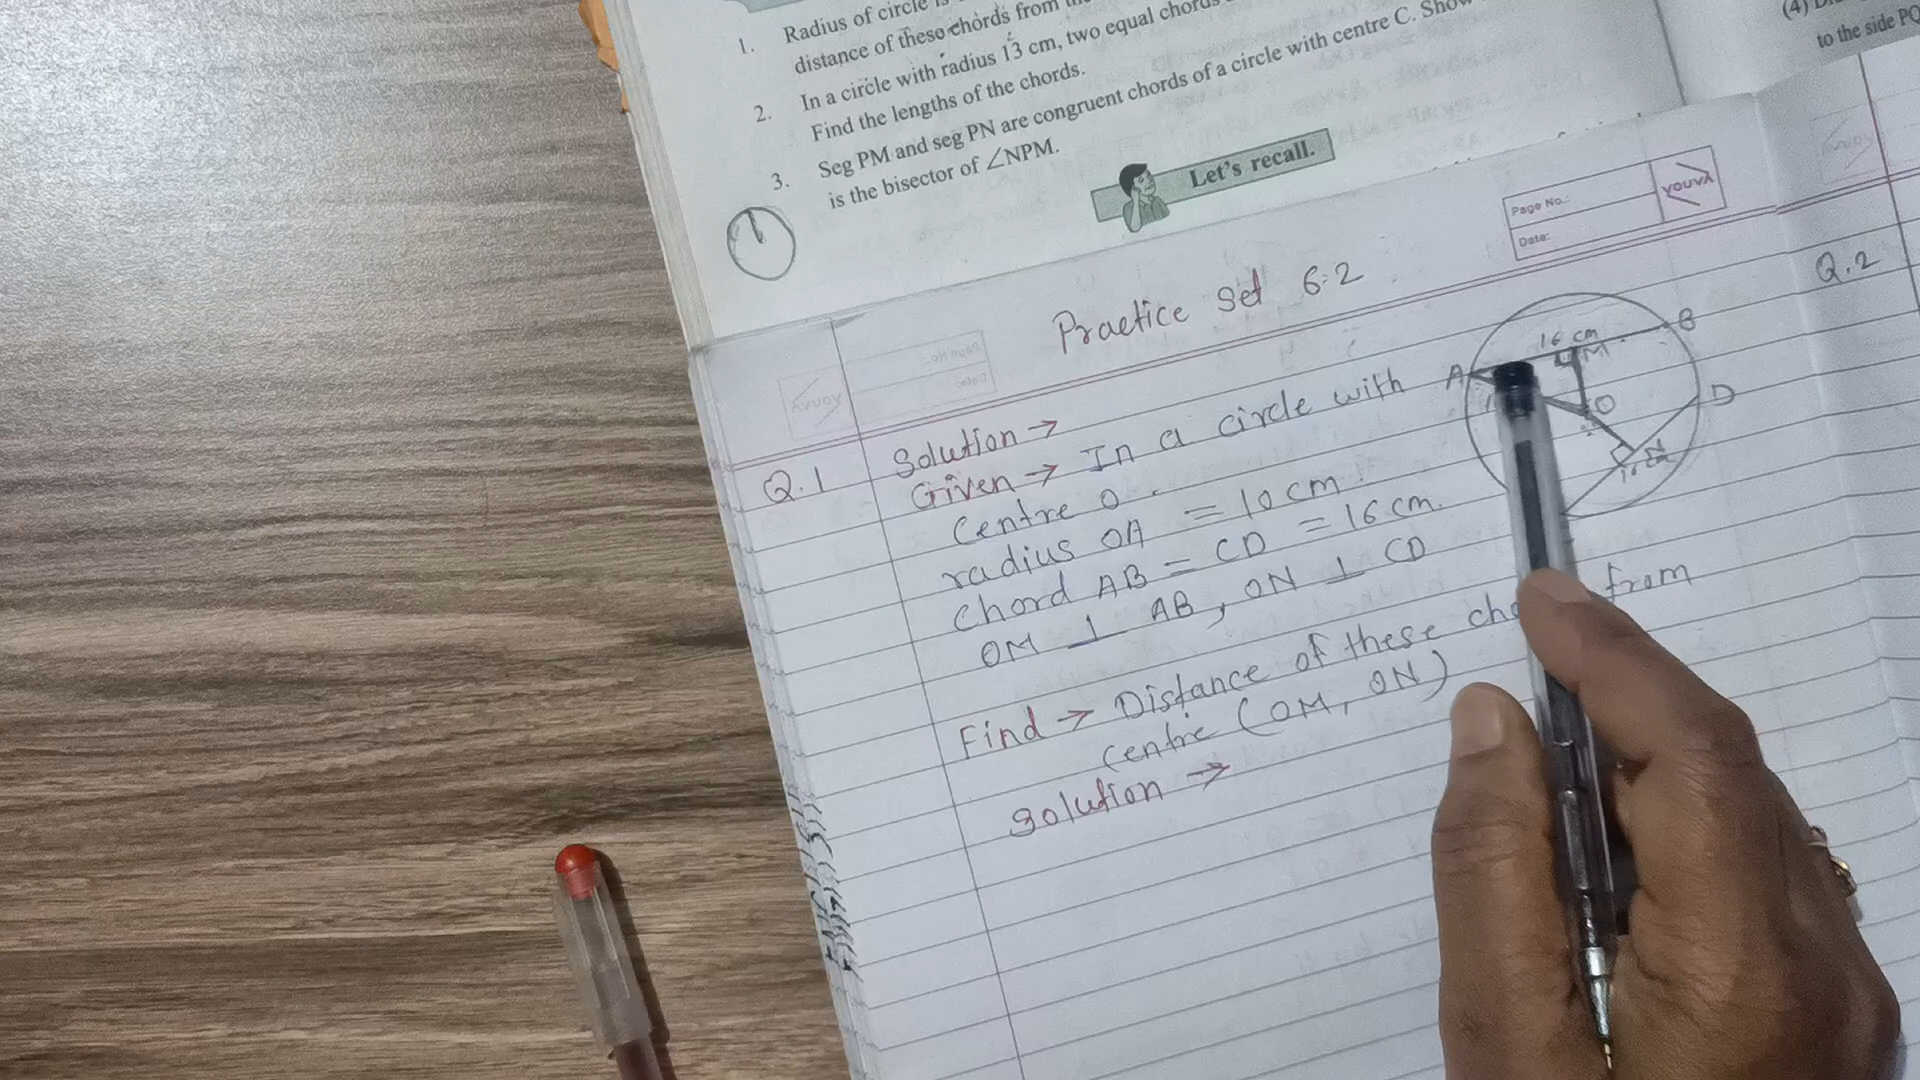 1. Radius of circle is
distance of these chords from
2. In a circle with radius 13 cm, two equal chords
Find the lengths of the chords.
3. Seg PM and seg PN are congruent chords of a circle with centre C. Show
is the bisector of ∠NPM.
Let's recall.
(4)
to the side PQ
Page No.:
Date:
YOUVA
Practice Set 6.2
Q.2
Q.1 Solution →
Given → In a circle with
Centre O.
radius OA = 10 cm.
Chord AB = CD = 16 cm.
OM ⊥ AB, ON ⊥ CD
Find → Distance of these from
centre (OM, ON)
Solution →
A
16 cm
B
M
O
D
N